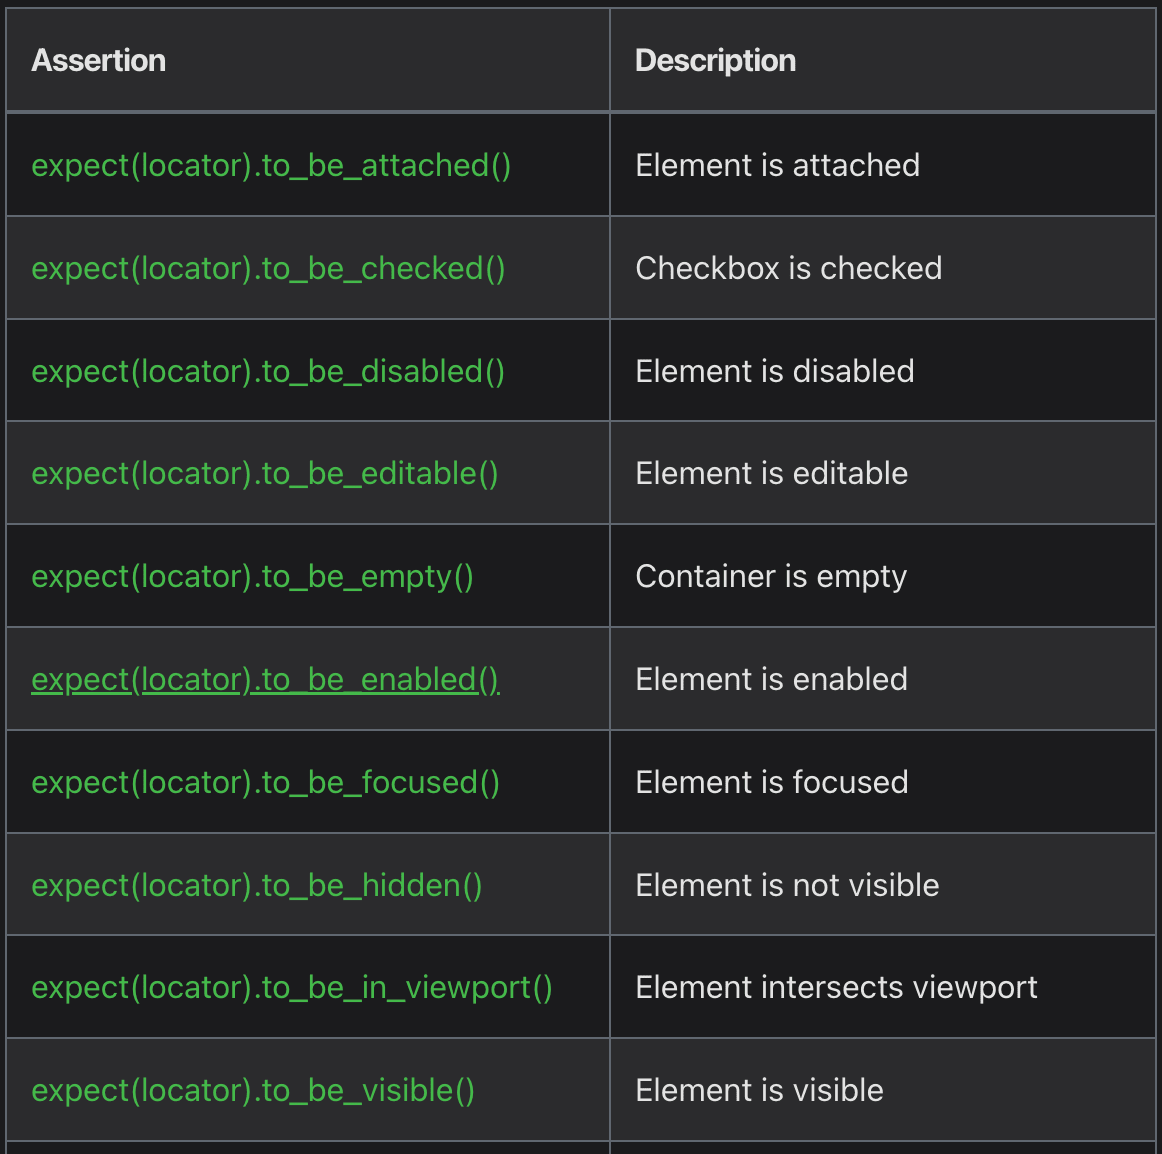 Assertion Description
expect(locator).to_be_attached() Element is attached
expect(locator).to_be_checked() Checkbox is checked
expect(locator).to_be_disabled() Element is disabled
expect(locator).to_be_editable() Element is editable
expect(locator).to_be_empty() Container is empty
expect(locator).to_be_enabled() Element is enabled
expect(locator).to_be_focused() Element is focused
expect(locator).to_be_hidden() Element is not visible
expect(locator).to_be_in_viewport() Element intersects viewport
expect(locator).to_be_visible() Element is visible